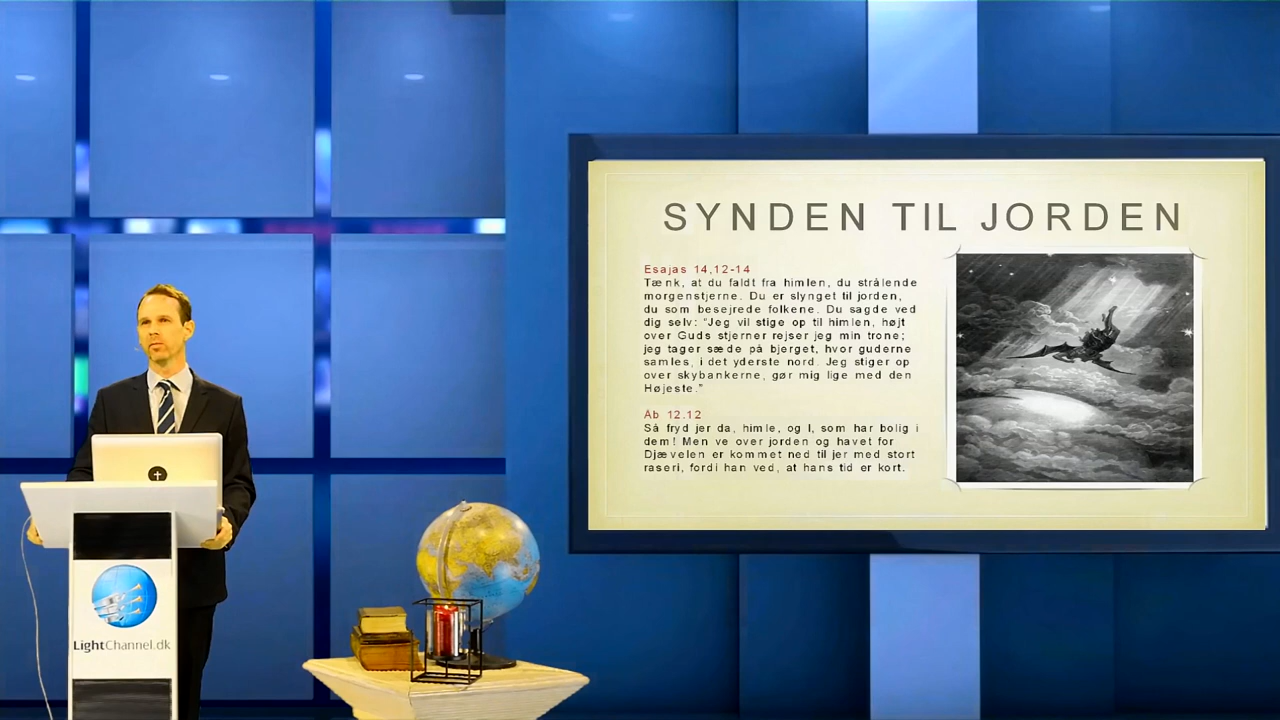 SYNDEN TIL JORDEN
Esajas 14,12-14
Tænk, at du faldt fra himlen, du strålende
morgenstjerne. Du er slynget til jorden,
du som besejrede folkene. Du sagde ved
dig selv: "Jeg vil stige op til himlen, højt
over Guds stjerner rejser jeg min trone;
jeg tager sæde på bjerget, hvor guderne
samles, i det yderste nord. Jeg stiger op
over skybankerne, gør mig lige med den
Højeste."
Åb 12.12
Så fryd jer da, himle, og I, som har bolig i
dem! Men ve over jorden og havet for
Djævelen er kommet ned til jer med stort
raseri, fordi han ved, at hans tid er kort.
LightChannel.dk